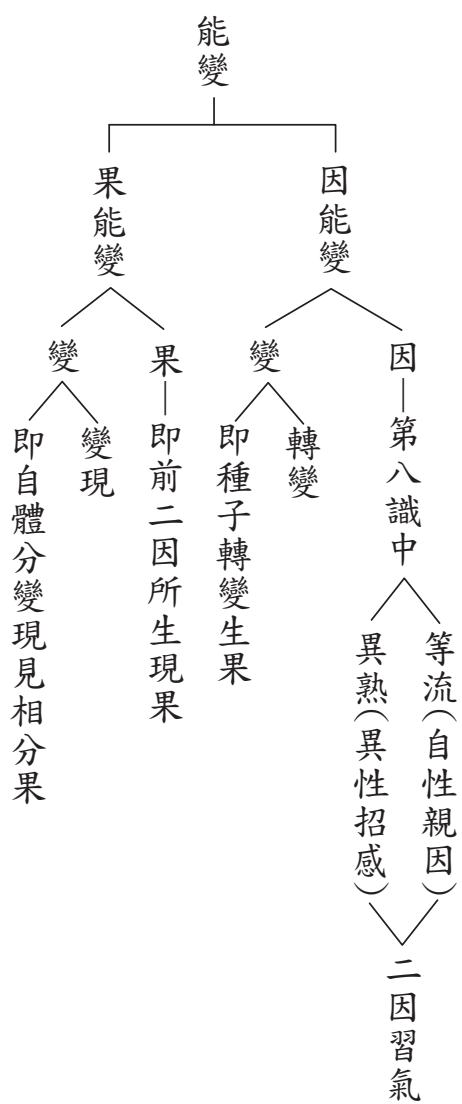 能變
因能變
因
第八識中
等流（自性親因）
異熟（異性招感）
二因習氣
變
轉變
即種子轉變生果
果能變
果
即前二因所生現果
變
變現
即自體分變現見相分果